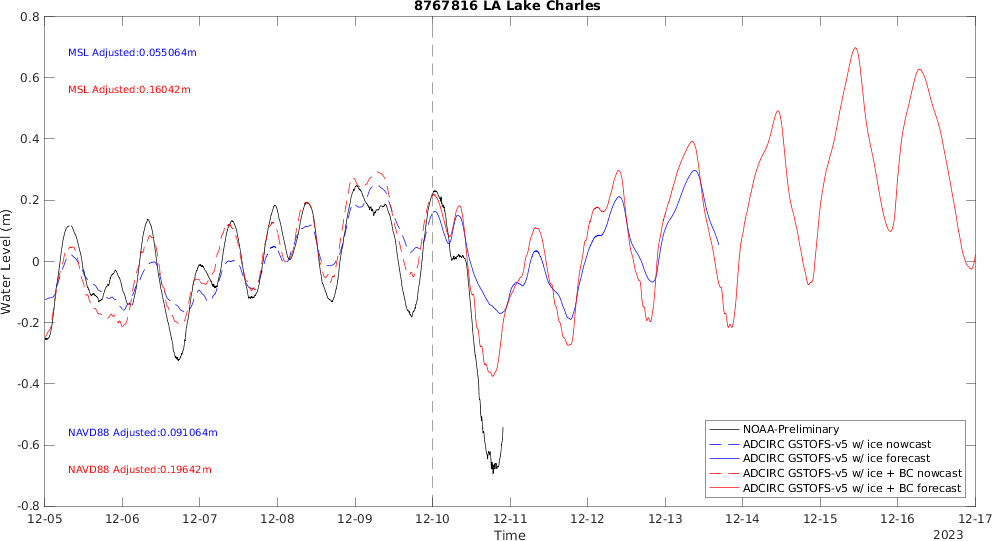 8767816 LA Lake Charles
0.8
0.6
0.4
0.2
0
-0.2
-0.4
-0.6
-0.8
Water Level (m)
MSL Adjusted:0.055064m
MSL Adjusted:0.16042m
NAVD88 Adjusted:0.091064m
NAVD88 Adjusted:0.19642m
NOAA-Preliminary
ADCIRC GSTOFS-v5 w/ ice nowcast
ADCIRC GSTOFS-v5 w/ ice forecast
ADCIRC GSTOFS-v5 w/ ice + BC nowcast
ADCIRC GSTOFS-v5 w/ ice + BC forecast
12-05 12-06 12-07 12-08 12-09 12-10 12-11 12-12 12-13 12-14 12-15 12-16 12-17
Time
2023